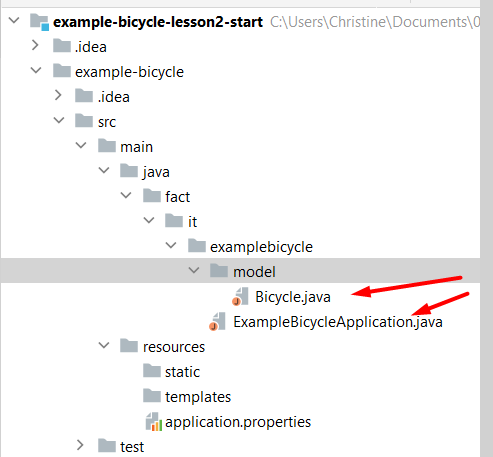 example-bicycle-lesson2-start C:\Users\Christine\Documents\0
.idea
example-bicycle
.idea
src
main
java
fact
it
examplebicycle
model
Bicycle.java
ExampleBicycleApplication.java
resources
static
templates
application.properties
test